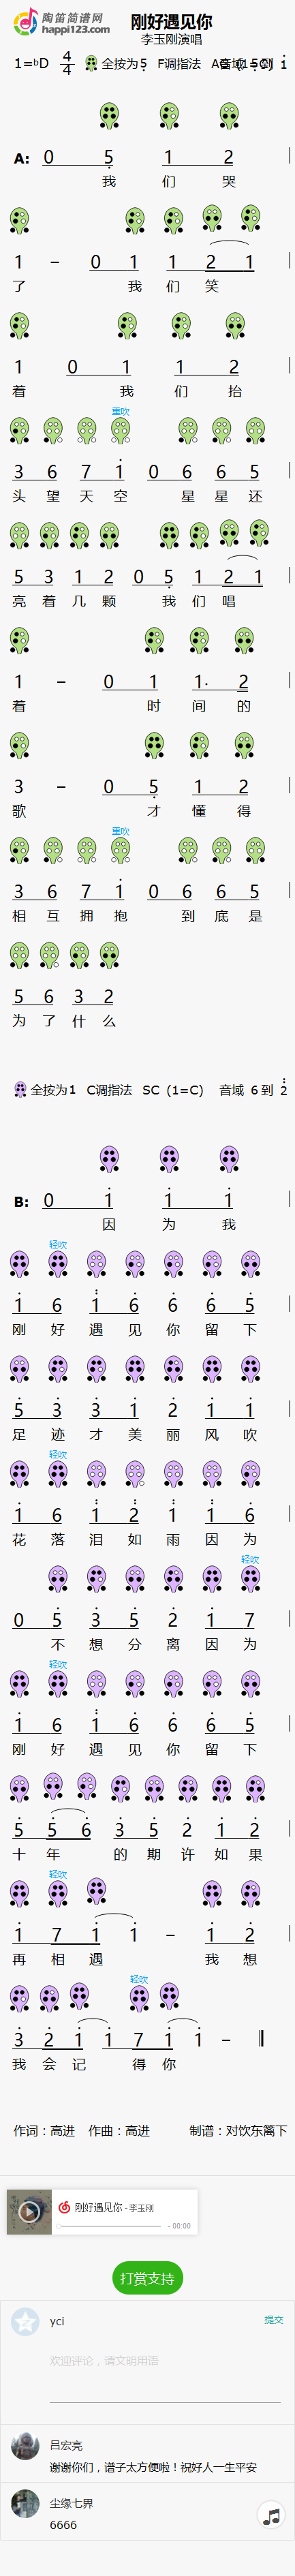 陶笛简谱网
happi123.com
刚好遇见你
李玉刚演唱
1=ᵇD 4/4 全按为5 F调指法
A: 0 5 1 2
我 们 哭
1 － 0 1 1 2 1
了 我 们 笑
1 0 1 1 2
着 我 们 抬
重吹
3 6 7 1 0 6 6 5
头 望 天 空 星 星 还
5 3 1 2 0 5 1 2 1
亮 着 几 颗 我 们 唱
1 － 0 1 1· 2
着 时 间 的
3 － 0 5 1 2
歌 才 懂 得
重吹
3 6 7 1 0 6 6 5
相 互 拥 抱 到 底 是
5 6 3 2
为 了 什 么
全按为1 C调指法 SC (1=C) 音域 6 到 2
B: 0 1 1 1
因 为 我
轻吹
1 6 1 6 6 6 5
刚 好 遇 见 你 留 下
5 3 3 1 2 1 1
足 迹 才 美 丽 风 吹
轻吹
1 6 1 2 1 1 6
花 落 泪 如 雨 因 为
轻吹
0 5 3 5 2 1 7
不 想 分 离 因 为
轻吹
1 6 1 6 6 6 5
刚 好 遇 见 你 留 下
5 5 6 3 5 2 1 2
十 年 的 期 许 如 果
轻吹
1 7 1 1 － 1 2
再 相 遇 我 想
轻吹
3 2 1 1 7 1 1 －
我 会 记 得 你
作词：高进 作曲：高进 制谱：对饮东篱下
刚好遇见你 - 李玉刚
- 00:00
打赏支持
yci 提交
欢迎评论，请文明用语
吕宏亮
谢谢你们，谱子太方便啦！祝好人一生平安
尘缘七界
6666